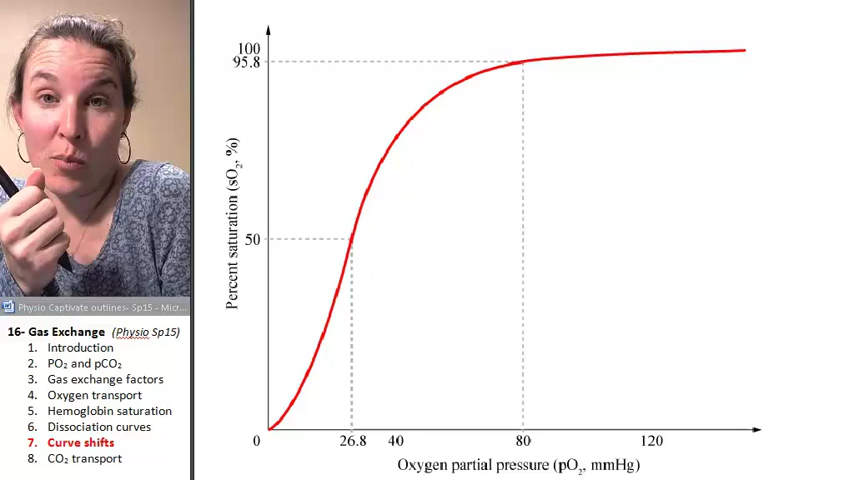 Physio Captivate outlines- Sp15 - Micr...
16- Gas Exchange (Physio Sp15)
1. Introduction
2. PO₂ and pCO₂
3. Gas exchange factors
4. Oxygen transport
5. Hemoglobin saturation
6. Dissociation curves
7. Curve shifts
8. CO₂ transport
Percent saturation (sO₂, %)
100
95.8
50
0 26.8 40 80 120
Oxygen partial pressure (pO₂, mmHg)